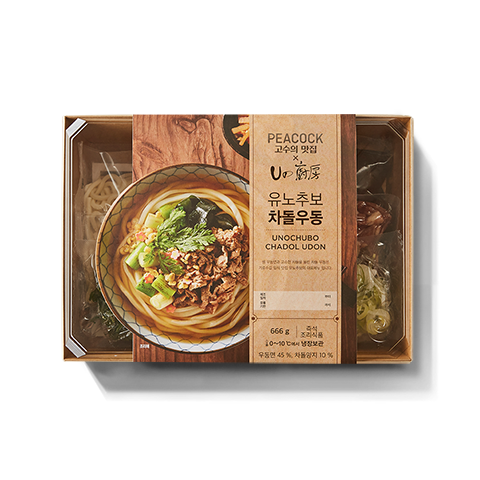 PEACOCK
고수의 맛집
×
Uの廚房
유노추보
차돌우동
UNOCHUBO
CHADOL UDON
666 g
즉석
조리식품
0~10 ℃에서 냉장보관
우동면 45 %, 차돌양지 10 %